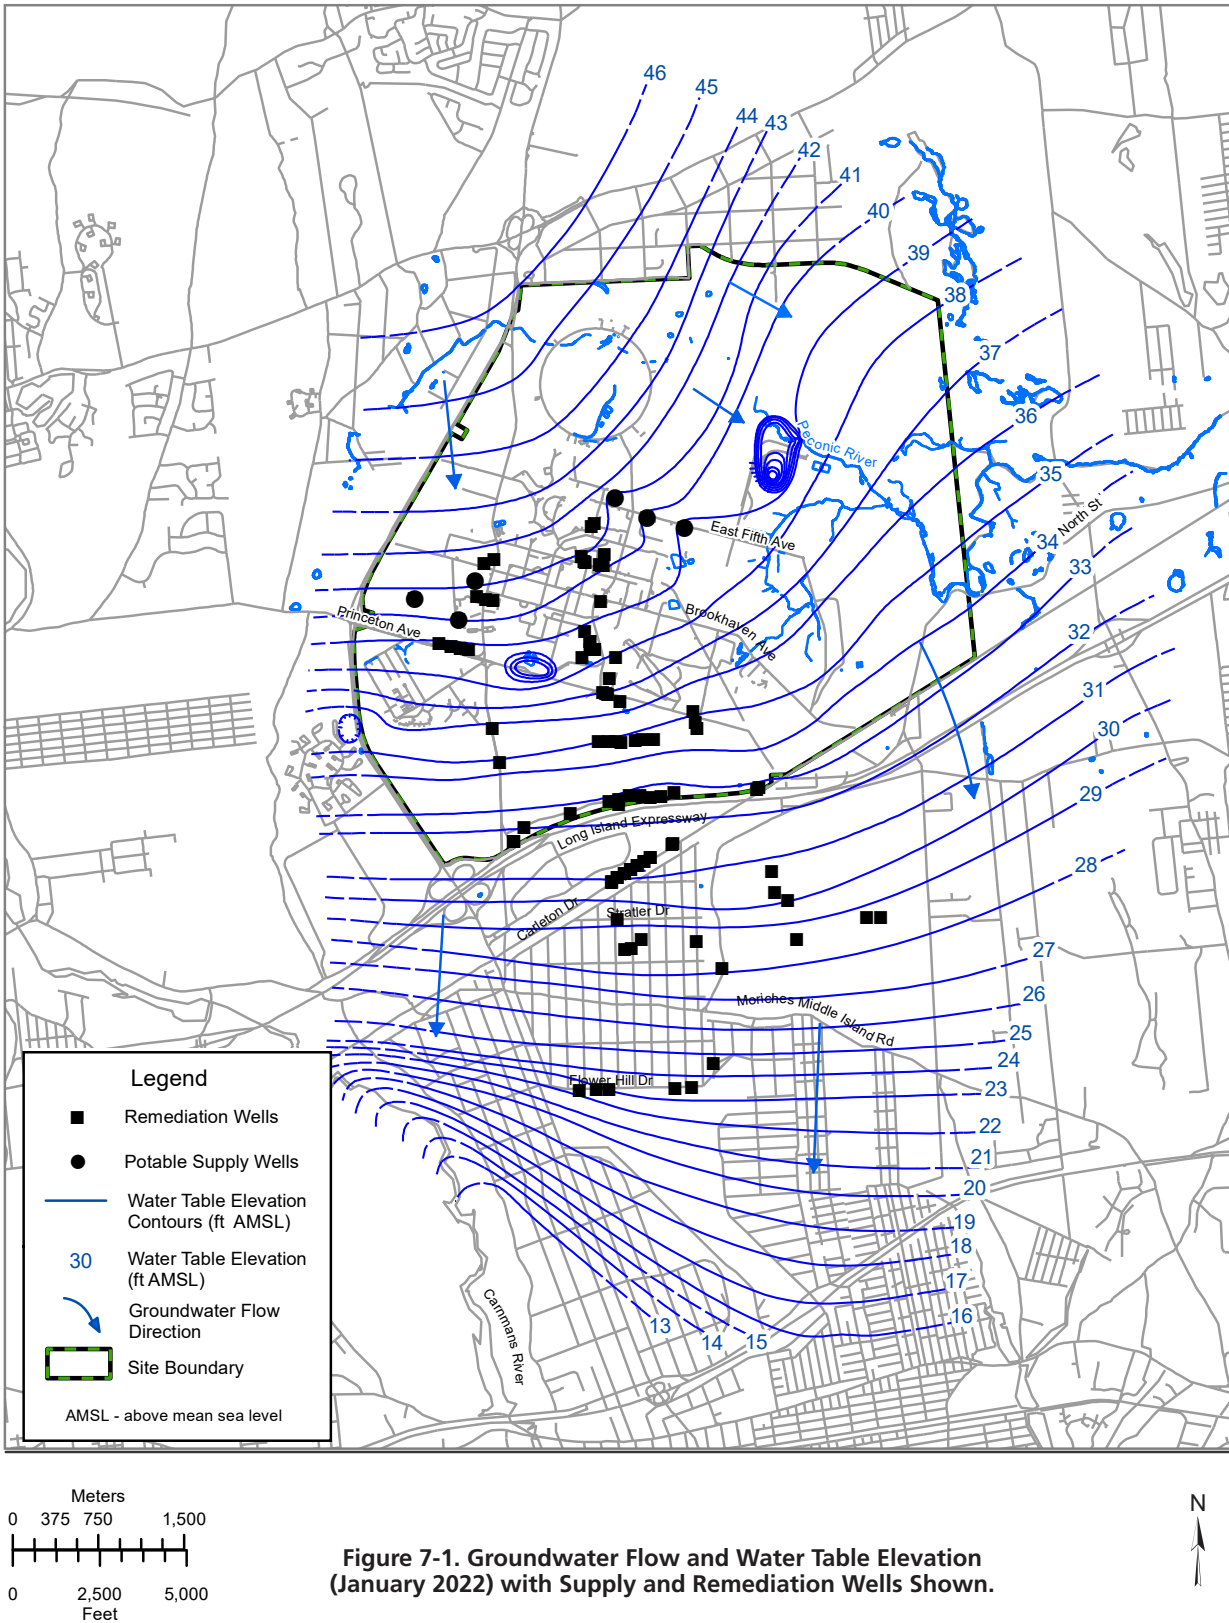 46
45
44
43
42
41
40
39
38
37
36
35
34
33
32
31
30
29
28
27
26
25
24
23
22
21
20
19
18
17
16
15
14
13
Peconic River
East Fifth Ave
North St
Princeton Ave
Brookhaven Ave
Long Island Expressway
Carleton Dr
Stratler Dr
Moriches Middle Island Rd
Flower Hill Dr
Carmmans River
Legend
Remediation Wells
Potable Supply Wells
Water Table Elevation
Contours (ft AMSL)
30
Water Table Elevation
(ft AMSL)
Groundwater Flow
Direction
Site Boundary
AMSL - above mean sea level
Meters
0 375 750 1,500
0 2,500 5,000
Feet
N
Figure 7-1. Groundwater Flow and Water Table Elevation
(January 2022) with Supply and Remediation Wells Shown.